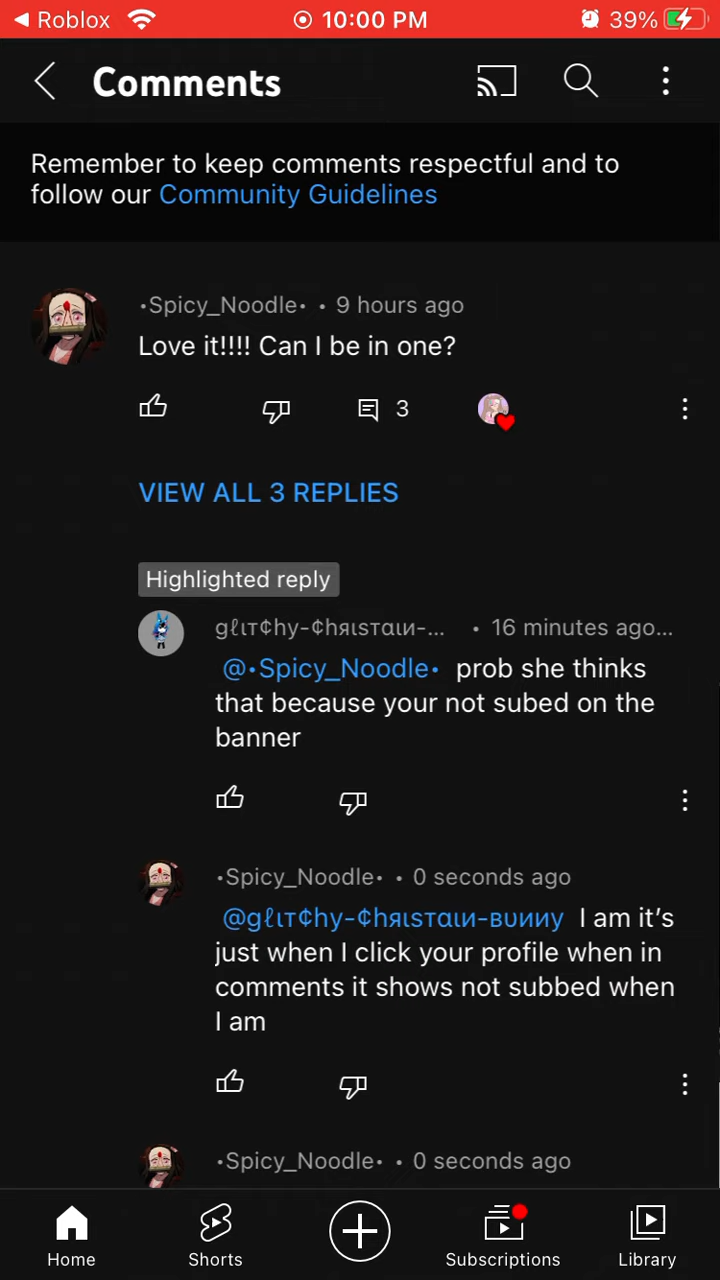 Roblox 10:00 PM 39%
Comments
Remember to keep comments respectful and to
follow our Community Guidelines
•Spicy_Noodle• • 9 hours ago
Love it!!!! Can I be in one?
3
VIEW ALL 3 REPLIES
Highlighted reply
gℓιт¢hy-¢hяιsтαιи-... • 16 minutes ago...
@•Spicy_Noodle• prob she thinks
that because your not subed on the
banner
•Spicy_Noodle• • 0 seconds ago
@gℓιт¢hy-¢hяιsтαιи-вυииу I am it’s
just when I click your profile when in
comments it shows not subbed when
I am
•Spicy_Noodle• • 0 seconds ago
Home Shorts Subscriptions Library